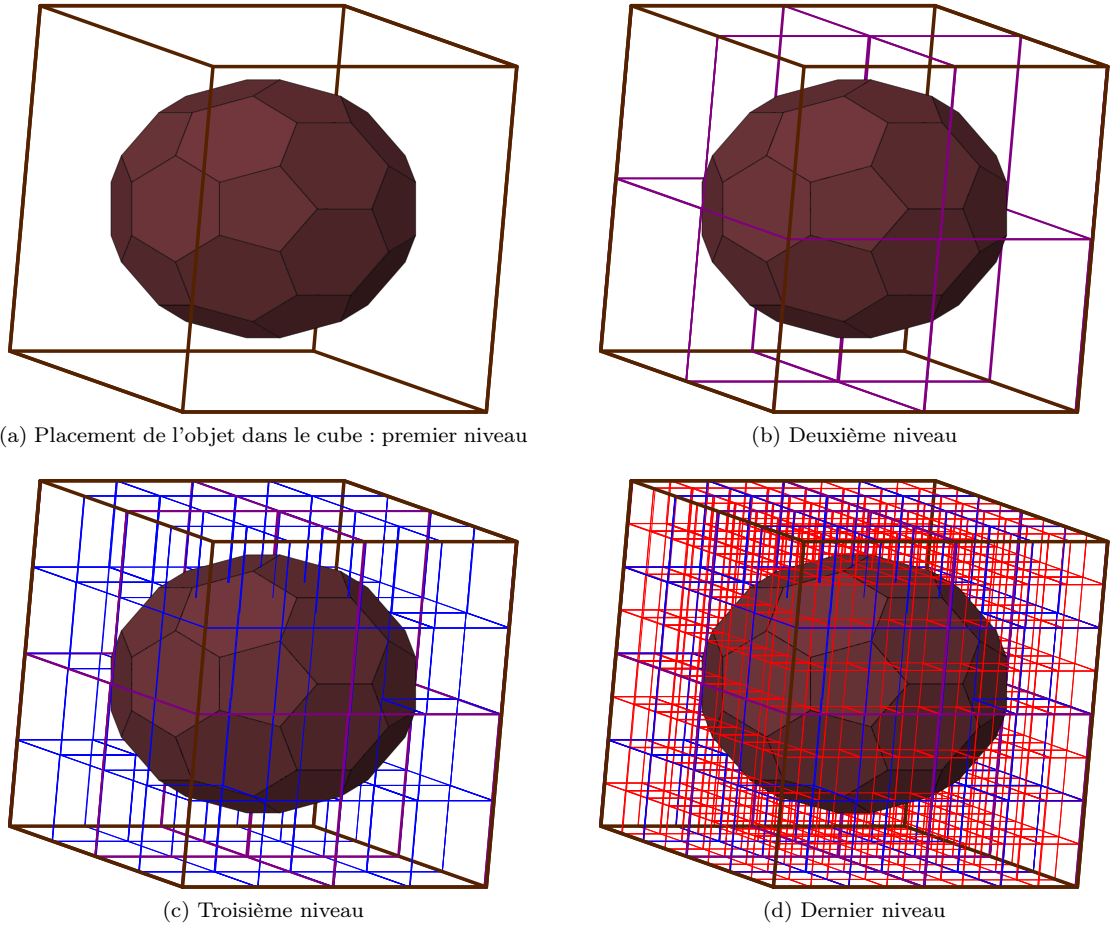 (a) Placement de l'objet dans le cube : premier niveau
(b) Deuxième niveau
(c) Troisième niveau
(d) Dernier niveau